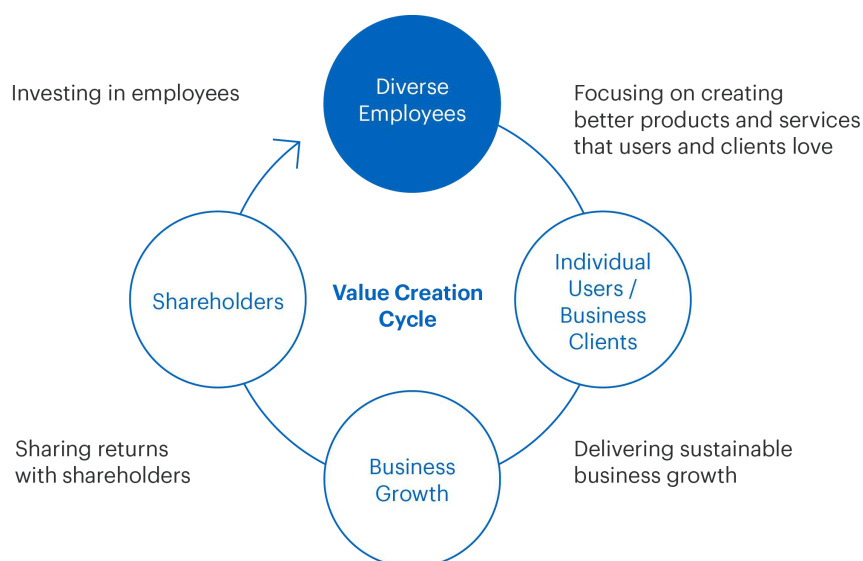 Diverse
Employees
Investing in employees
Focusing on creating
better products and services
that users and clients love
Individual
Users /
Business
Clients
Shareholders
Value Creation
Cycle
Business
Growth
Sharing returns
with shareholders
Delivering sustainable
business growth